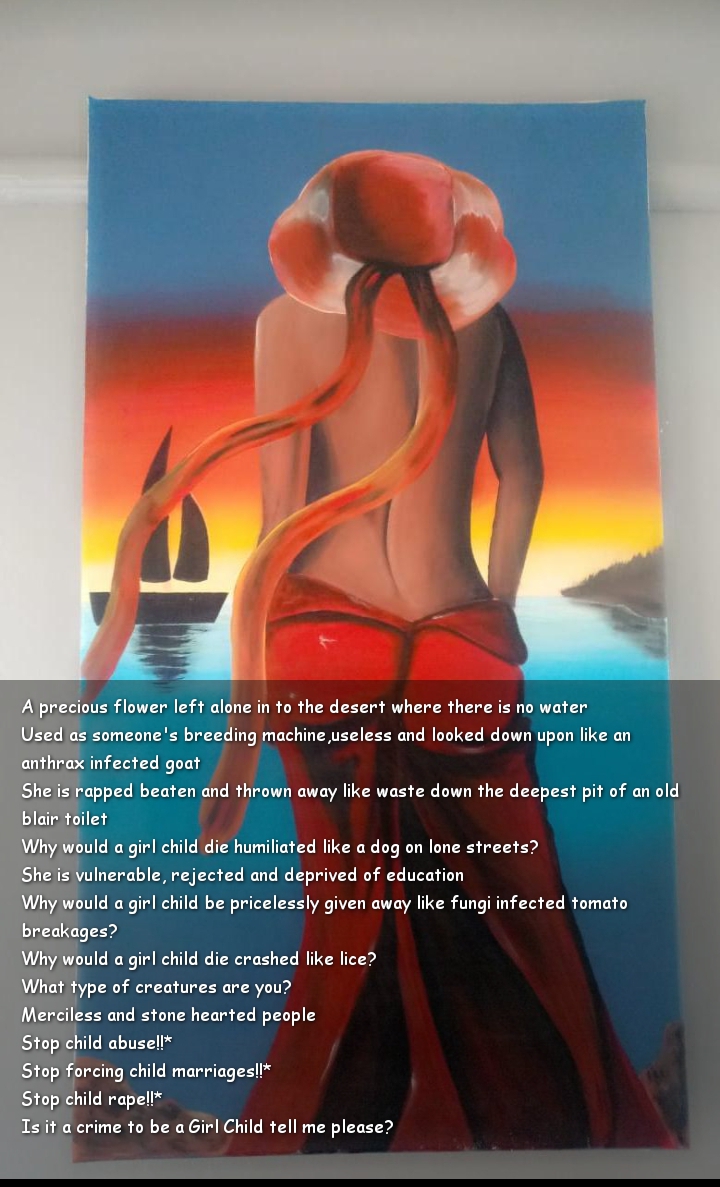 A precious flower left alone in to the desert where there is no water
Used as someone's breeding machine,useless and looked down upon like an
anthrax infected goat
She is rapped beaten and thrown away like waste down the deepest pit of an old
blair toilet
Why would a girl child die humiliated like a dog on lone streets?
She is vulnerable, rejected and deprived of education
Why would a girl child be pricelessly given away like fungi infected tomato
breakages?
Why would a girl child die crashed like lice?
What type of creatures are you?
Merciless and stone hearted people
Stop child abuse!!*
Stop forcing child marriages!!*
Stop child rape!!*
Is it a crime to be a Girl Child tell me please?